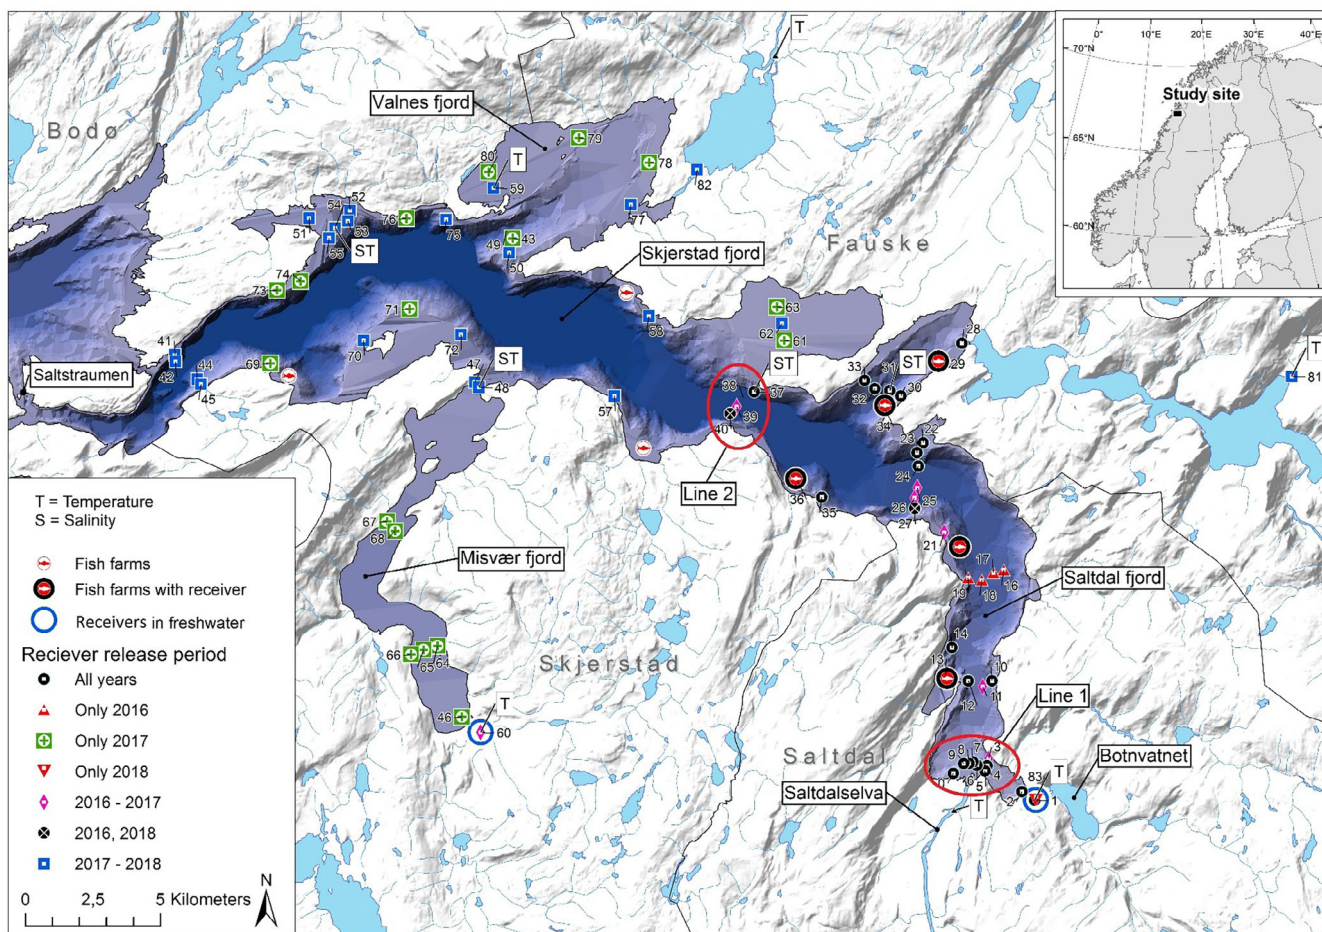 T
Valnes fjord
Bodø
79
80
T
78
59
82
52
54
77
51
53
76
75
55
ST
49
43
50
Skjerstad fjord
Fauske
74
73
71
63
58
62
61
28
41
42
44
45
70
72
ST
47
48
69
Saltstraumen
57
38
37
39
40
ST
33
31
ST
29
32
30
34
T
81
Line 2
23
22
24
36
35
26
25
27
21
67
68
Misvær fjord
17
16
19
18
Saltdal fjord
14
13
10
12
11
Skjerstad
66
65
64
46
T
60
Line 1
Saltdal
8
7
3
9
6
5
4
Botnvatnet
Saltdalselva
T
83
T
2
1
70°N
65°N
60°N
0°
10°E
20°E
30°E
40°E
Study site
T = Temperature
S = Salinity
Fish farms
Fish farms with receiver
Receivers in freshwater
Reciever release period
All years
Only 2016
Only 2017
Only 2018
2016 - 2017
2016, 2018
2017 - 2018
0
2,5
5 Kilometers
N